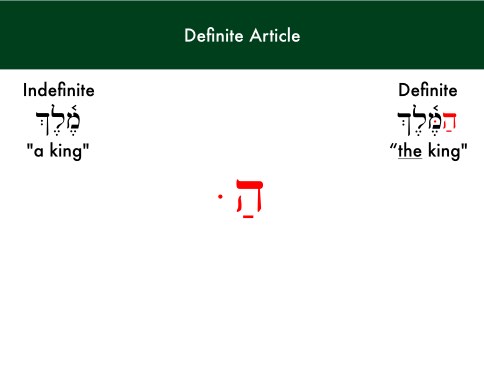 Definite Article
Indefinite
מֶ֫לֶךְ
"a king"
Definite
הַמֶּ֫לֶךְ
“the king"
הַ ·